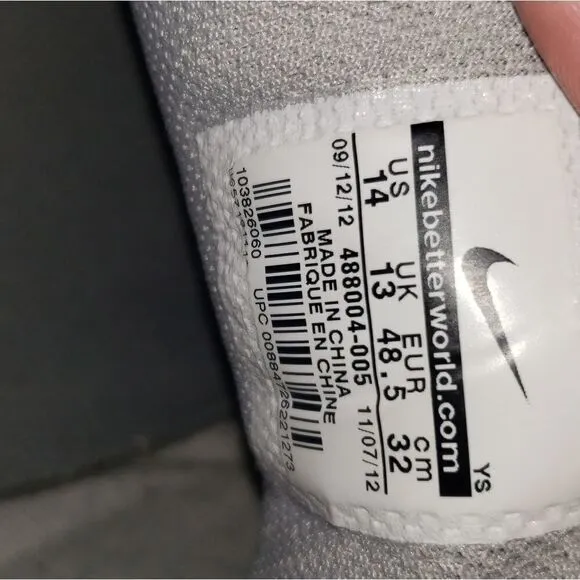 YS
nikebetterworld.com
US UK EUR cm
14 13 48.5 32
09/12/12 488004-005 11/07/12
MADE IN CHINA
FABRIQUE EN CHINE
103826060
UPC 00884726221273